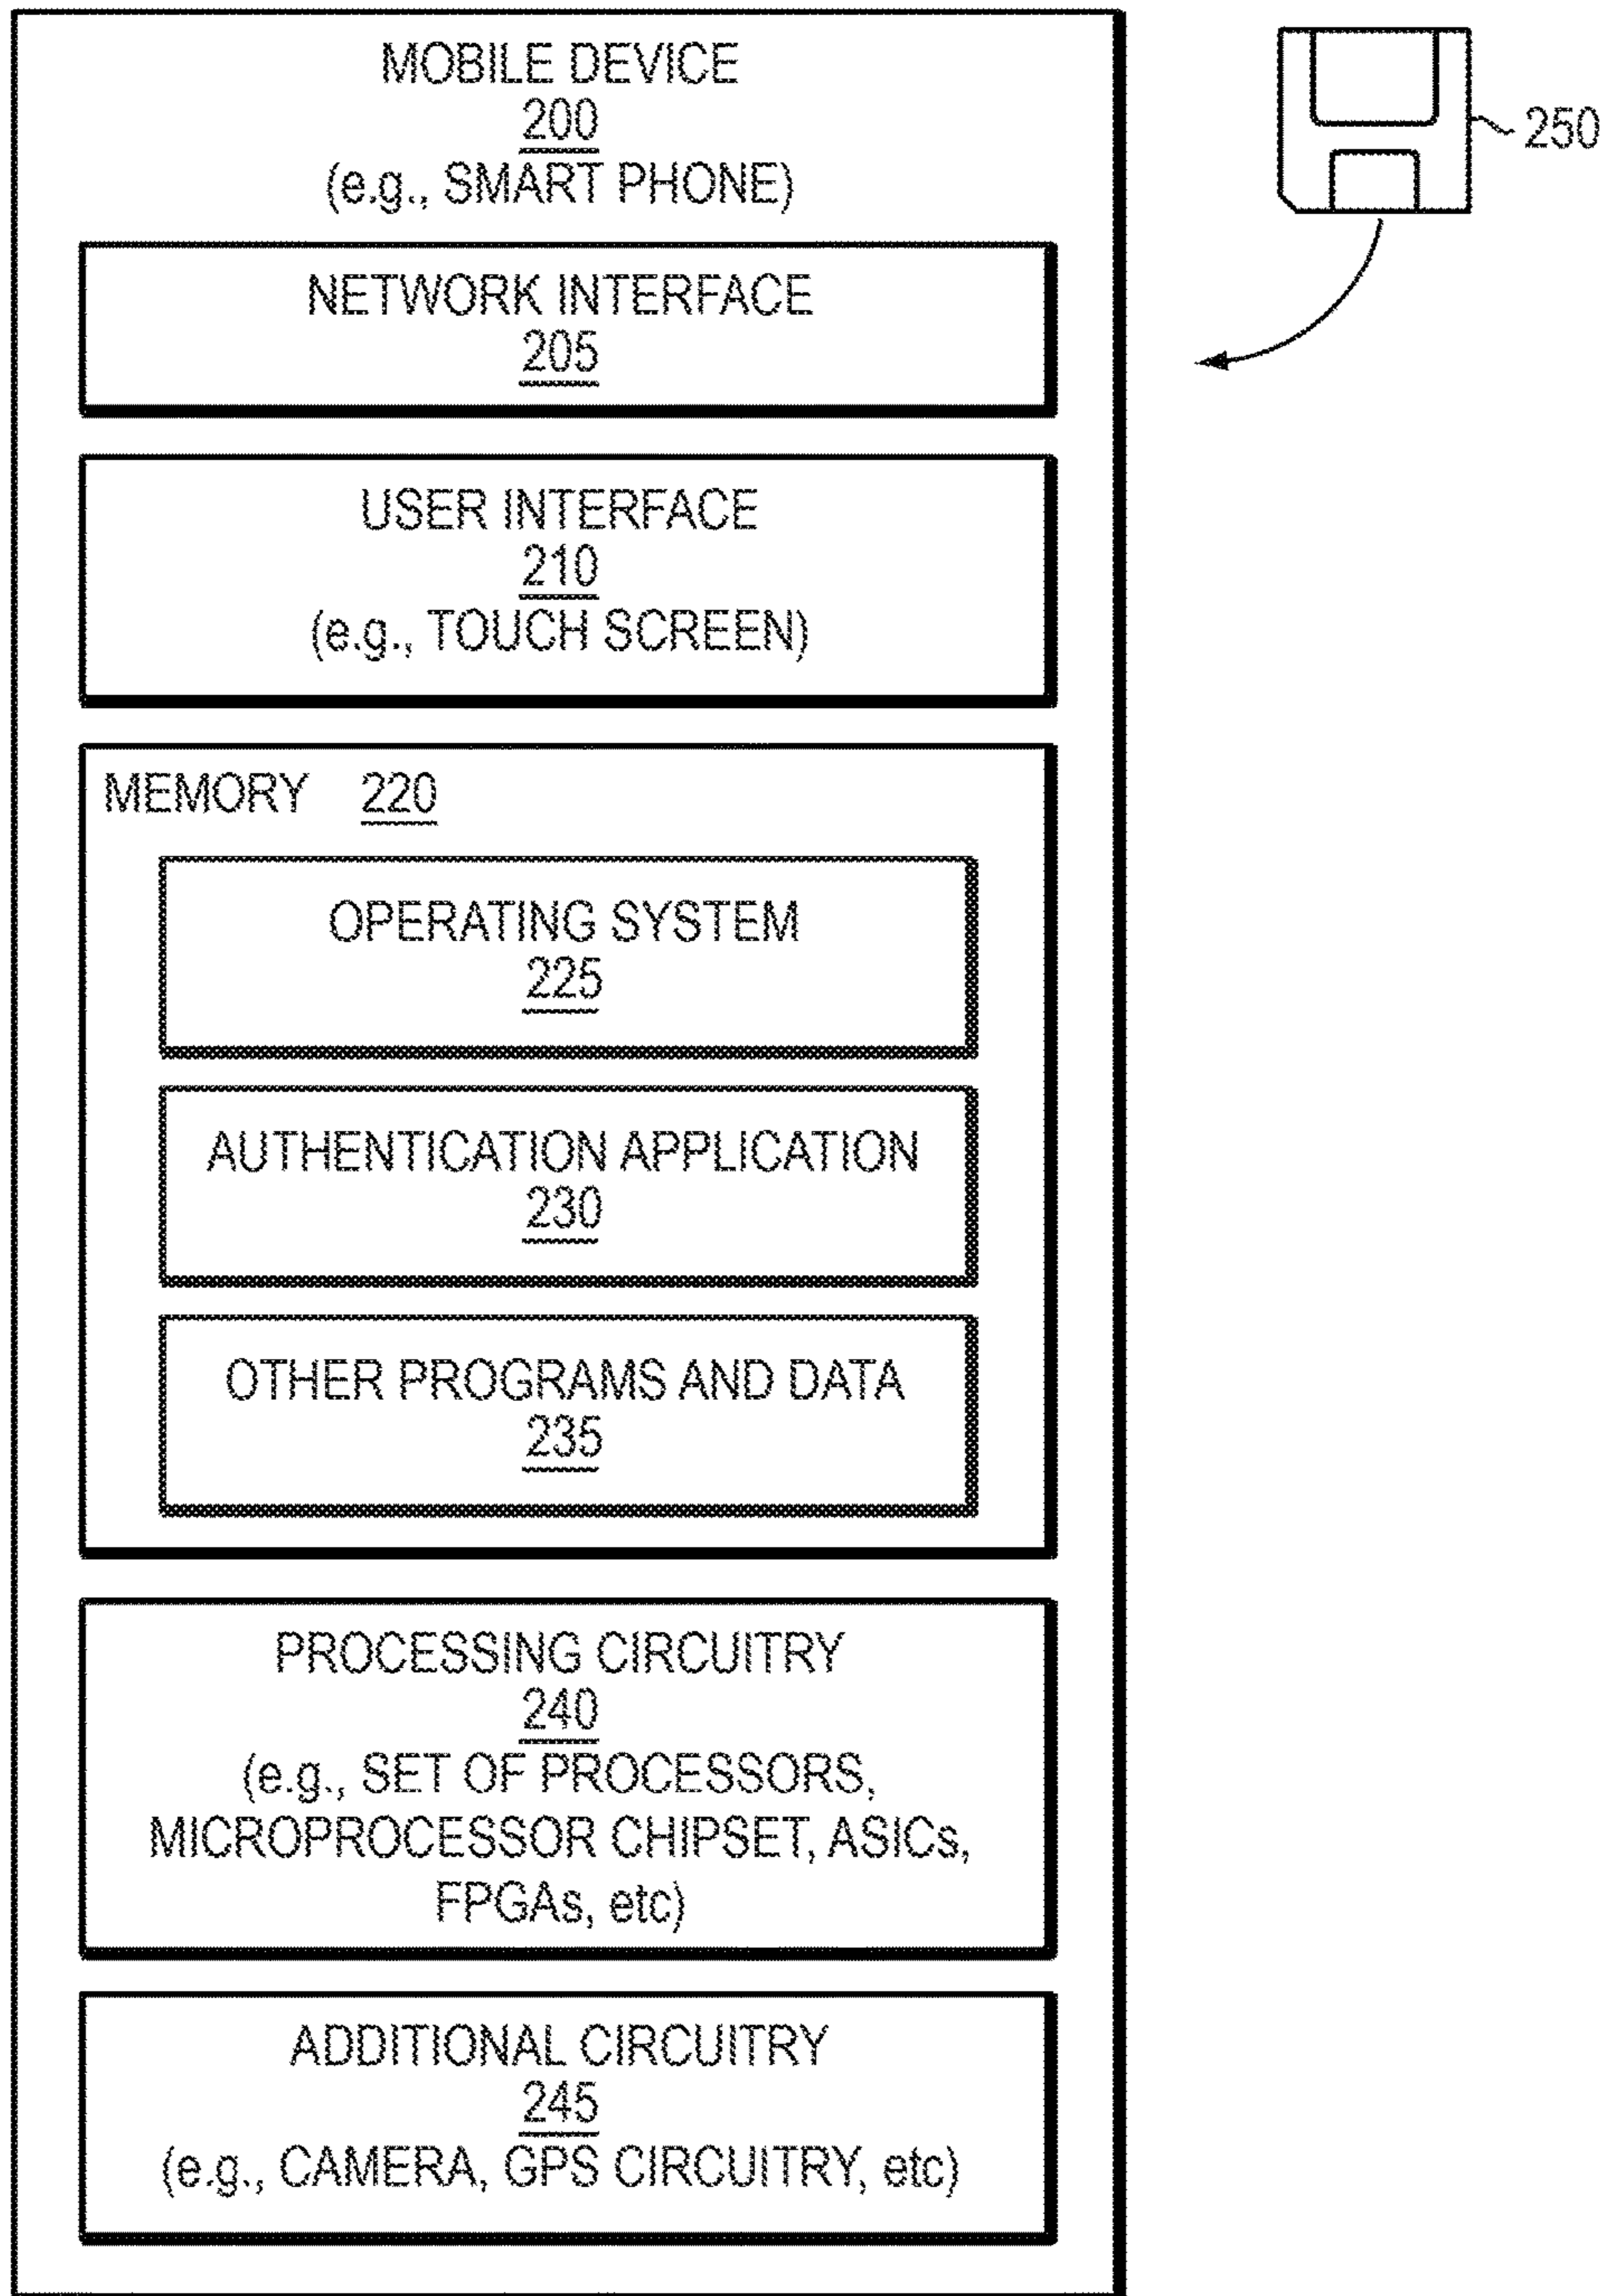 MOBILE DEVICE
200
(e.g., SMART PHONE)
250
NETWORK INTERFACE
205
USER INTERFACE
210
(e.g., TOUCH SCREEN)
MEMORY 220
OPERATING SYSTEM
225
AUTHENTICATION APPLICATION
230
OTHER PROGRAMS AND DATA
235
PROCESSING CIRCUITRY
240
(e.g., SET OF PROCESSORS,
MICROPROCESSOR CHIPSET, ASICs,
FPGAs, etc)
ADDITIONAL CIRCUITRY
245
(e.g., CAMERA, GPS CIRCUITRY, etc)